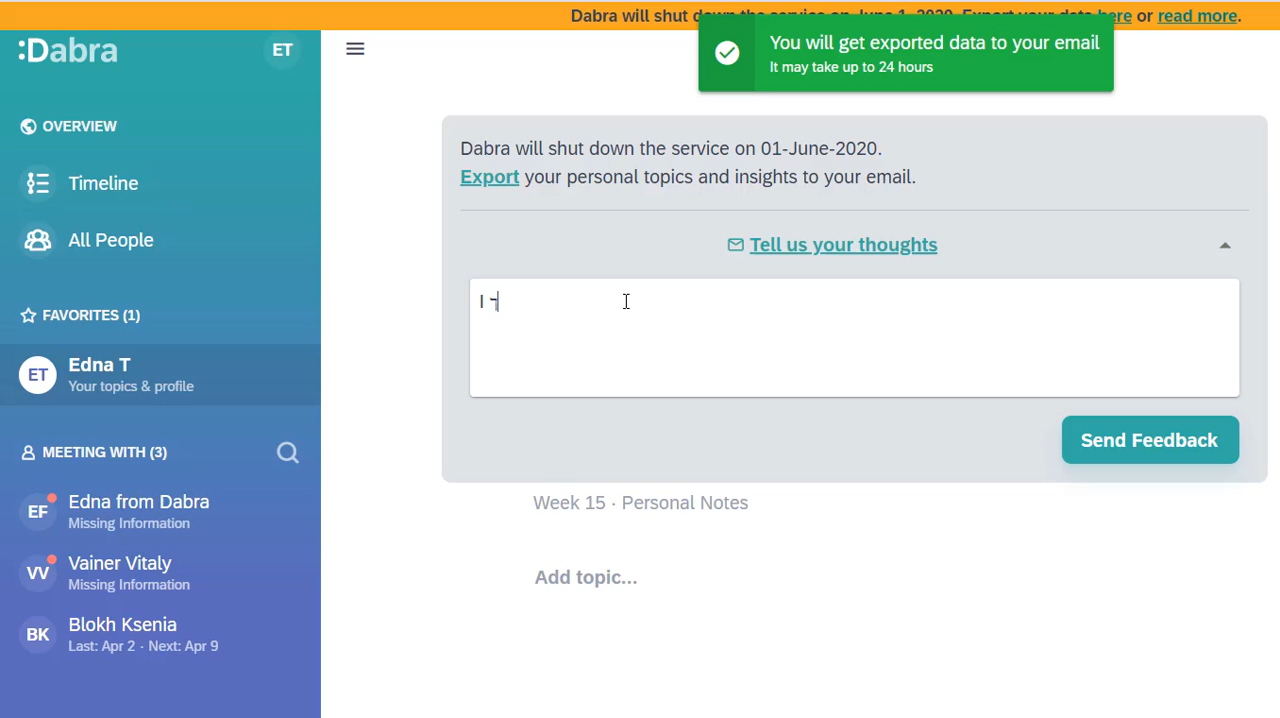 Dabra will shut down the service on June 1, 2020. Export your data here or read more.
:Dabra
ET
You will get exported data to your email
It may take up to 24 hours
OVERVIEW
Timeline
All People
FAVORITES (1)
ET
Edna T
Your topics & profile
MEETING WITH (3)
EF
Edna from Dabra
Missing Information
VV
Vainer Vitaly
Missing Information
BK
Blokh Ksenia
Last: Apr 2 · Next: Apr 9
Dabra will shut down the service on 01-June-2020.
Export your personal topics and insights to your email.
Tell us your thoughts
I
Send Feedback
Week 15 · Personal Notes
Add topic...